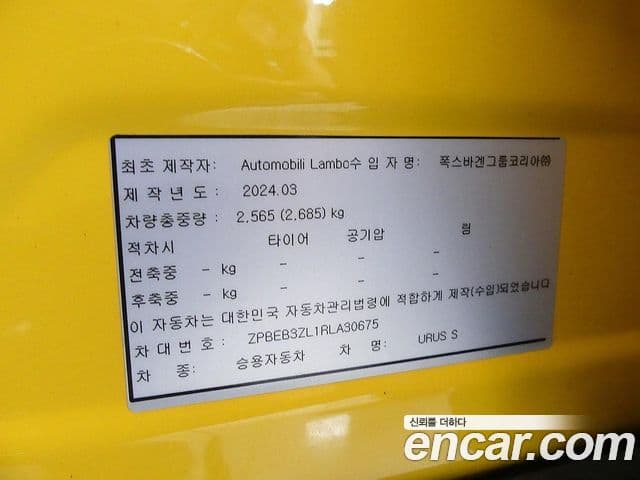 최초 제작자: Automobili Lambo수 입 자 명: 폭스바겐그룹코리아㈜
제 작 년 도 : 2024.03
차량총중량 : 2,565 (2,685) kg
적차시 타이어 공기압 림
전축중 - kg - - -
후축중 - kg - - -
이 자동차는 대한민국 자동차관리법령에 적합하게 제작(수입)되었습니다
차 대 번 호 : ZPBEB3ZL1RLA30675
차 종: 승용자동차 차 명: URUS S
신뢰를 더하다
encar.com